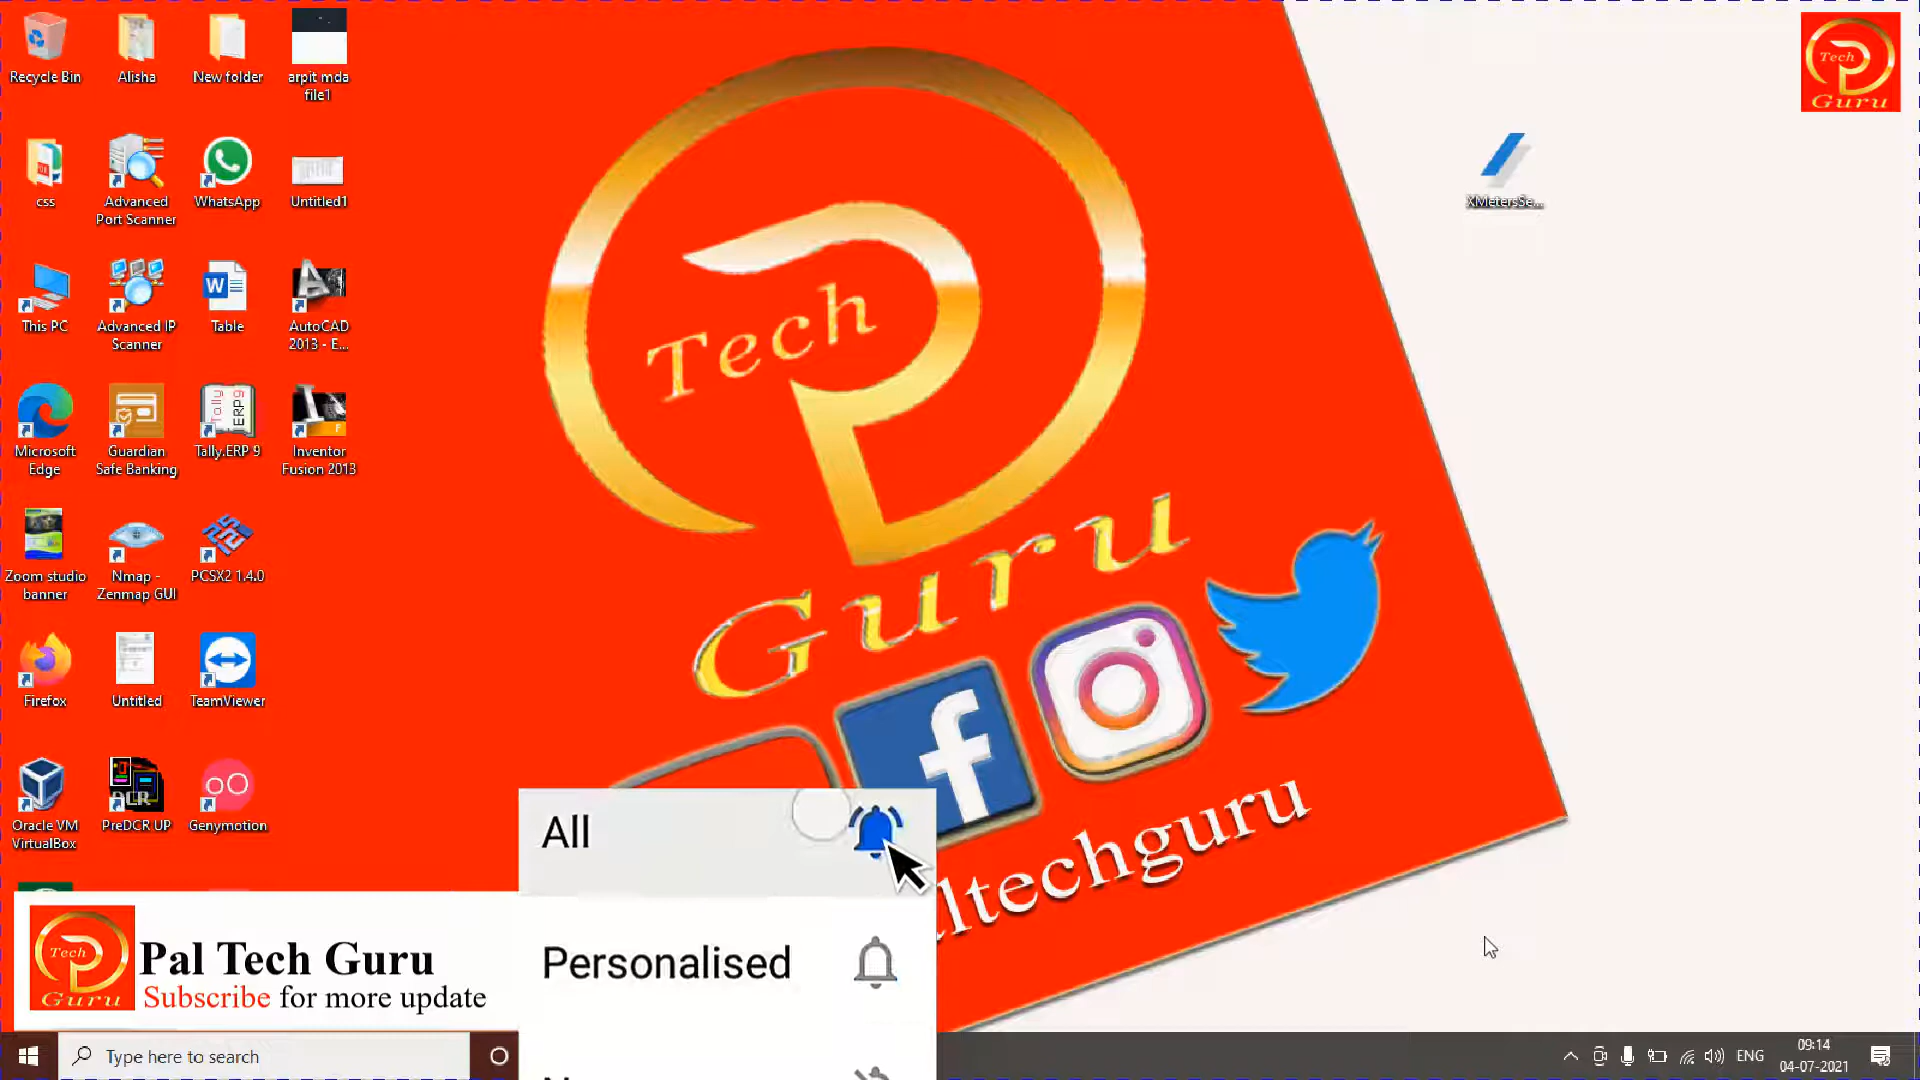 Recycle Bin
Alisha
New folder
arpit mda
file1
css
Advanced
Port Scanner
WhatsApp
Untitled1
This PC
Advanced IP
Scanner
Table
AutoCAD
2013 - E...
Microsoft
Edge
Guardian
Safe Banking
Tally.ERP 9
Inventor
Fusion 2013
Zoom studio
banner
Nmap -
Zenmap GUI
PCSX2 1.4.0
Firefox
Untitled
TeamViewer
Oracle VM
VirtualBox
PreDCR UP
Genymotion
XMetersSe...
Tech
Guru
Tech
Guru
ltechguru
All
Personalised
Tech
Guru
Pal Tech Guru
Subscribe for more update
Type here to search
ENG
09:14
04-07-2021